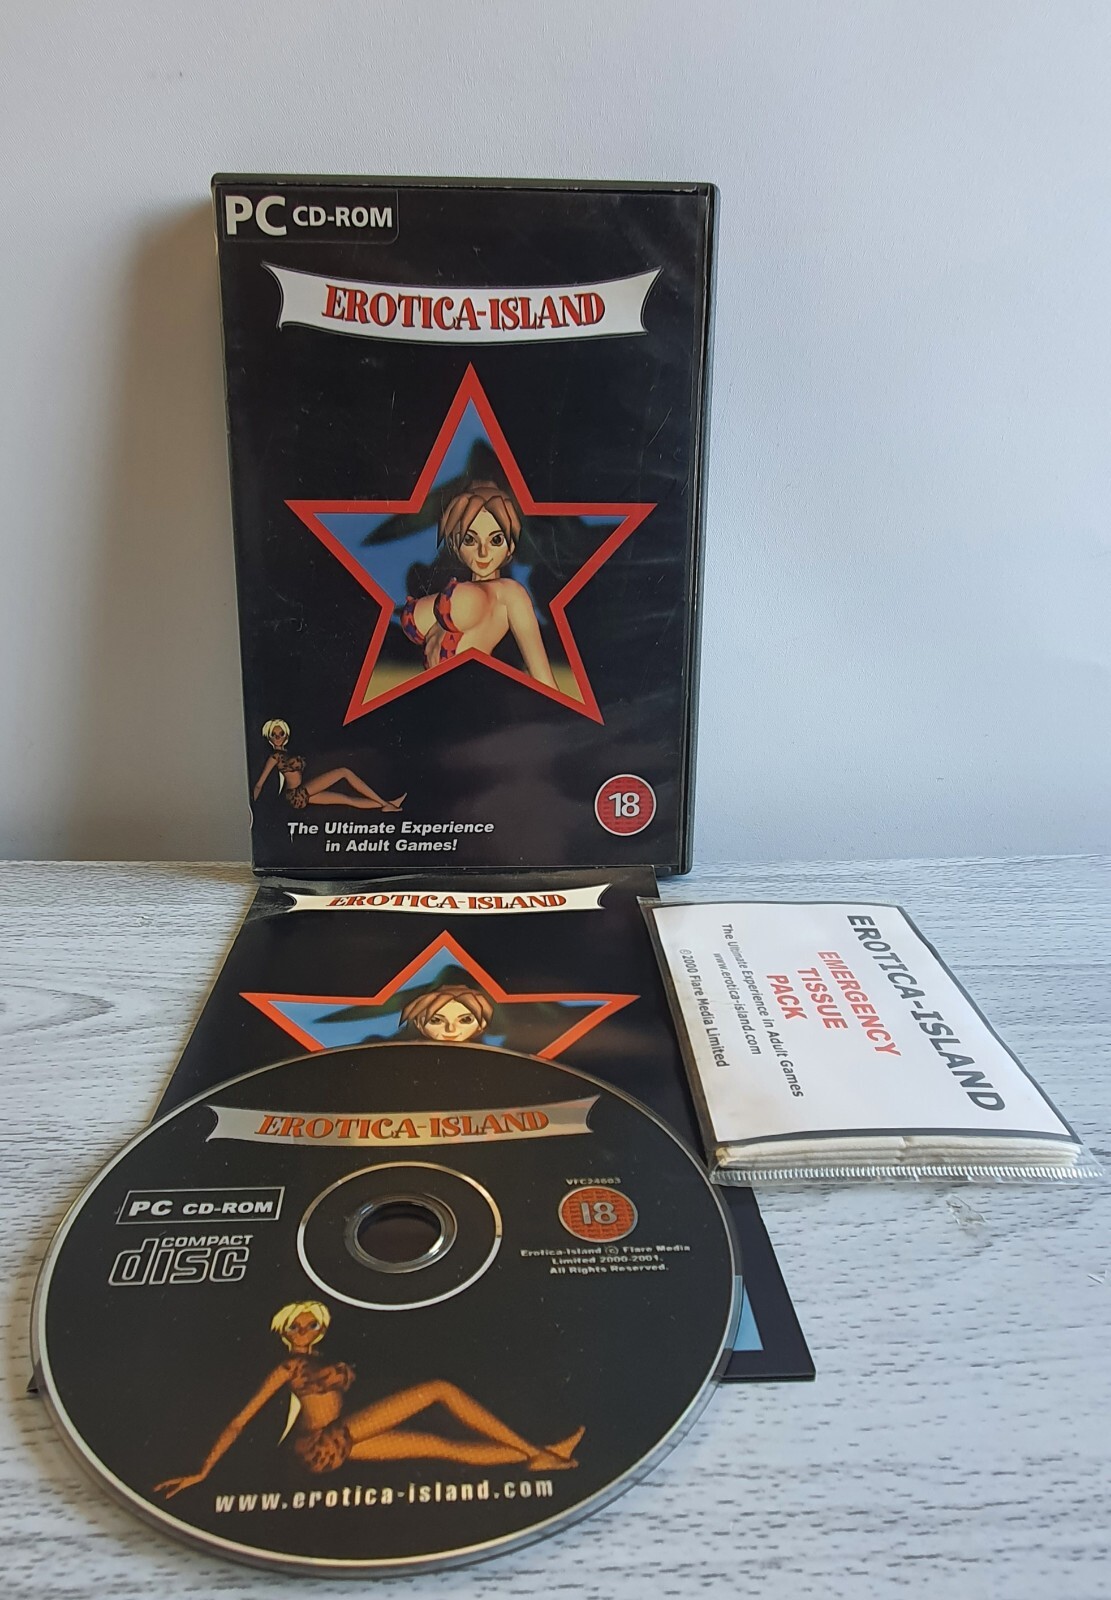 PC CD-ROM
EROTICA-ISLAND
18
The Ultimate Experience
in Adult Games!
EROTICA-ISLAND
EROTICA-ISLAND
EMERGENCY
TISSUE
PACK
The Ultimate Experience in Adult Games
www.erotica-island.com
©2000 Flare Media Limited
EROTICA-ISLAND
PC CD-ROM
COMPACT
disc
VFC24603
18
Erotica-Island © Flare Media
Limited 2000-2001.
All Rights Reserved.
www.erotica-island.com